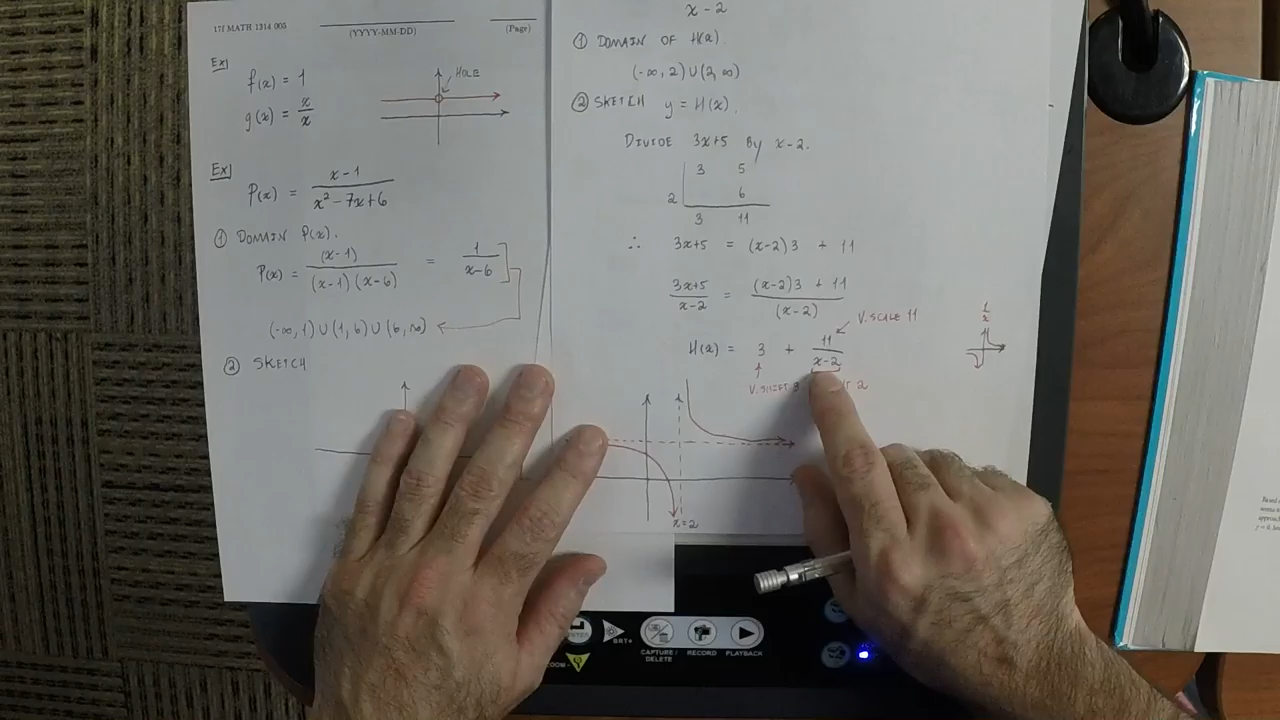 17f MATH 1314 005
(YYYY-MM-DD)
(Page)
Ex)
f(x) = 1
g(x) = x/x
HOLE
Ex)
P(x) = x-1 / x² - 7x + 6
① DOMAIN P(x).
P(x) = (x-1) / (x-1)(x-6) = 1 / x-6
(-∞, 1) ∪ (1, 6) ∪ (6, ∞)
② SKETCH
x - 2
① DOMAIN OF H(x).
(-∞, 2) ∪ (2, ∞)
② SKETCH y = H(x).
DIVIDE 3x+5 By x-2.
3 5
2 6
3 11
∴ 3x+5 = (x-2)3 + 11
3x+5 / x-2 = (x-2)3 + 11 / (x-2)
V. SCALE 11
H(x) = 3 + 11 / x-2
1/x
2
x=2
CAPTURE / DELETE
RECORD
PLAYBACK
BRT+
ZOOM-